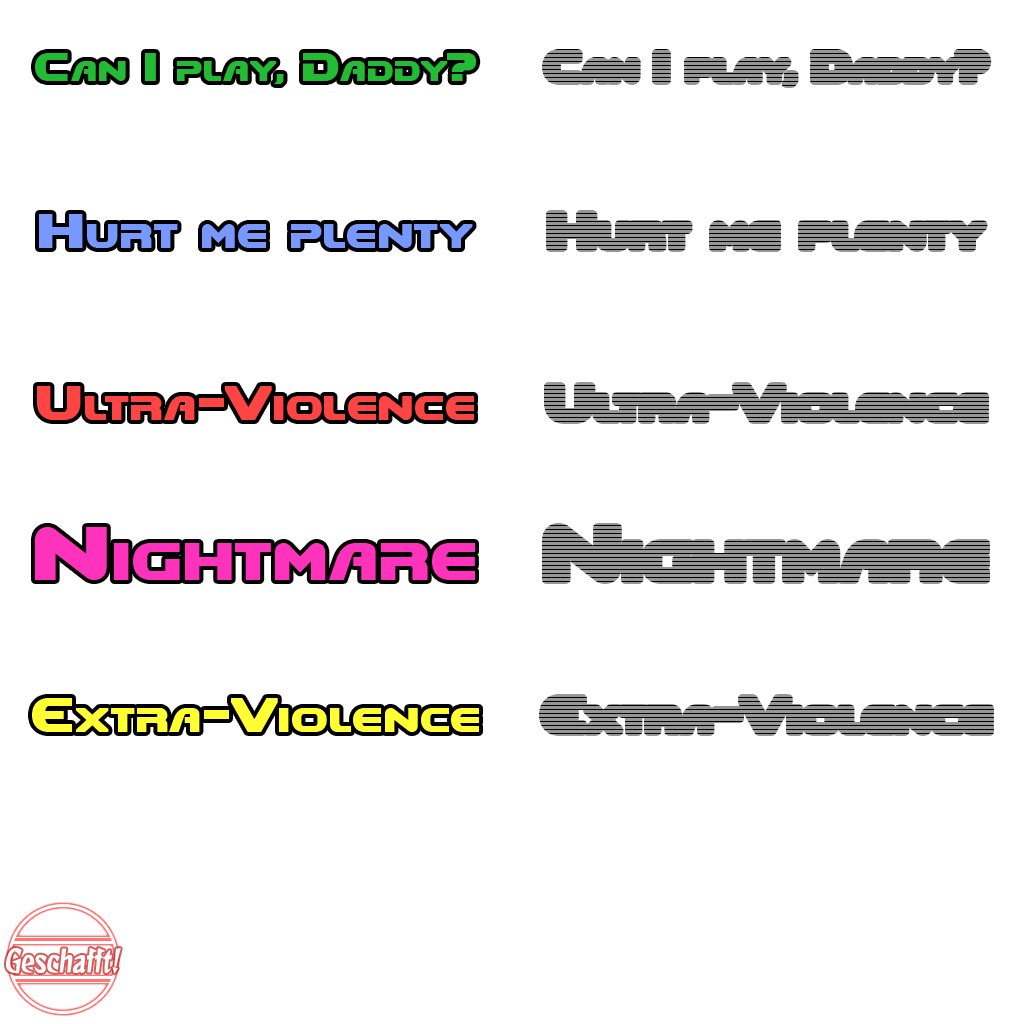 Can I play, Daddy? Can I play, Daddy?
Hurt me plenty Hurt me plenty
Ultra-Violence Ultra-Violence
Nightmare Nightmare
Extra-Violence Extra-Violence
Geschafft!